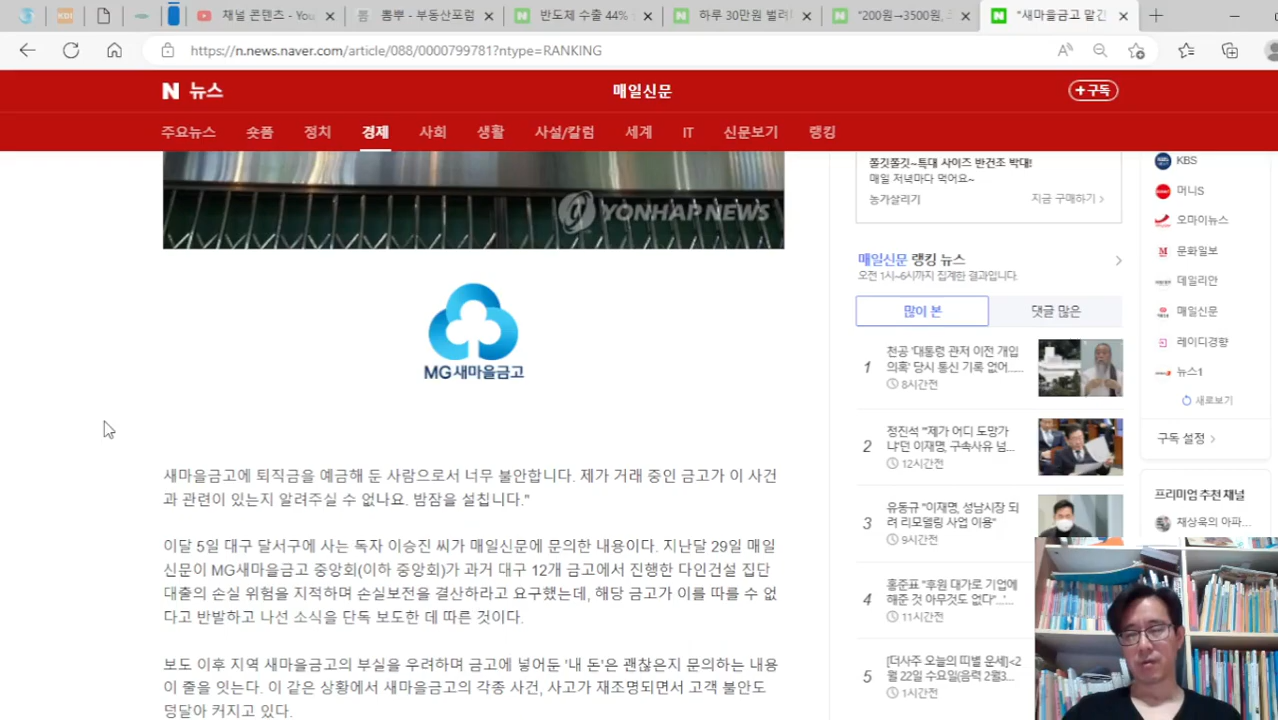 채널 콘텐츠 - You
뽐뿌 - 부동산포럼
반도체 수출 44%
하루 30만원 벌려
"200원→3500원,
"새마을금고 맡긴
https://n.news.naver.com/article/088/0000799781?ntype=RANKING
N 뉴스
매일신문
+구독
주요뉴스 숏폼 정치 경제 사회 생활 사설/칼럼 세계 IT 신문보기 랭킹
YONHAP NEWS
MG새마을금고
새마을금고에 퇴직금을 예금해 둔 사람으로서 너무 불안합니다. 제가 거래 중인 금고가 이 사건
과 관련이 있는지 알려주실 수 없나요. 밤잠을 설칩니다."
이달 5일 대구 달서구에 사는 독자 이승진 씨가 매일신문에 문의한 내용이다. 지난달 29일 매일
신문이 MG새마을금고 중앙회(이하 중앙회)가 과거 대구 12개 금고에서 진행한 다인건설 집단
대출의 손실 위험을 지적하며 손실보전을 결산하라고 요구했는데, 해당 금고가 이를 따를 수 없
다고 반발하고 나선 소식을 단독 보도한 데 따른 것이다.
보도 이후 지역 새마을금고의 부실을 우려하며 금고에 넣어둔 '내 돈'은 괜찮은지 문의하는 내용
이 줄을 잇는다. 이 같은 상황에서 새마을금고의 각종 사건, 사고가 재조명되면서 고객 불안도
덩달아 커지고 있다.
쫄깃쫄깃~특대 사이즈 반건조 박대!
매일 저녁마다 먹어요~
농가살리기
지금 구매하기 >
매일신문 랭킹 뉴스
오전 1시~6시까지 집계한 결과입니다.
많이 본
댓글 많은
1
천공 '대통령 관저 이전 개입
의혹' 당시 통신 기록 없어...…
8시간전
2
정진석 "'제가 어디 도망가
냐'던 이재명, 구속사유 넘…
12시간전
3
유동규 "이재명, 성남시장 되
려 리모델링 사업 이용"
9시간전
4
홍준표 "후원 대가로 기업에
해준 것 아무것도 없다"…'…
11시간전
5
[더사주 오늘의 띠별 운세]<2
월 22일 수요일(음력 2월3…
1시간전
KBS
머니S
오마이뉴스
문화일보
데일리안
매일신문
레이디경향
뉴스1
새로보기
구독 설정 >
프리미엄 추천 채널
채상욱의 아파…